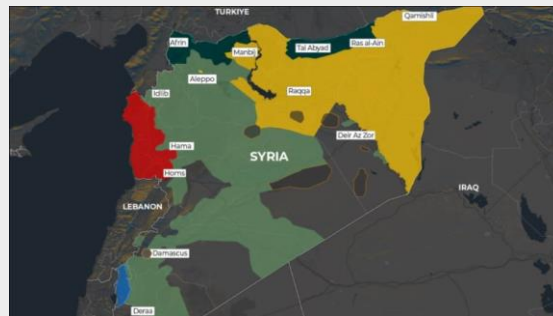 TURKIYE
Qamishli
Afrin
Tal Abyad
Ras al-Ain
Manbij
Aleppo
Idlib
Raqqa
Deir Az Zor
Hama
SYRIA
Homs
IRAQ
LEBANON
Damascus
Deraa